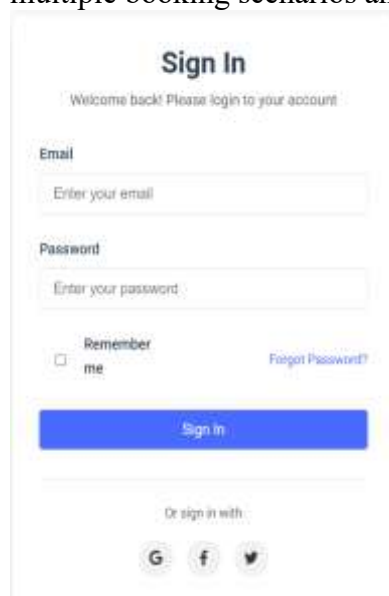 multiple booking scenarios an
Sign In
Welcome back! Please login to your account
Email
Enter your email
Password
Enter your password
Remember
me
Forgot Password?
Sign In
Or sign in with
G f